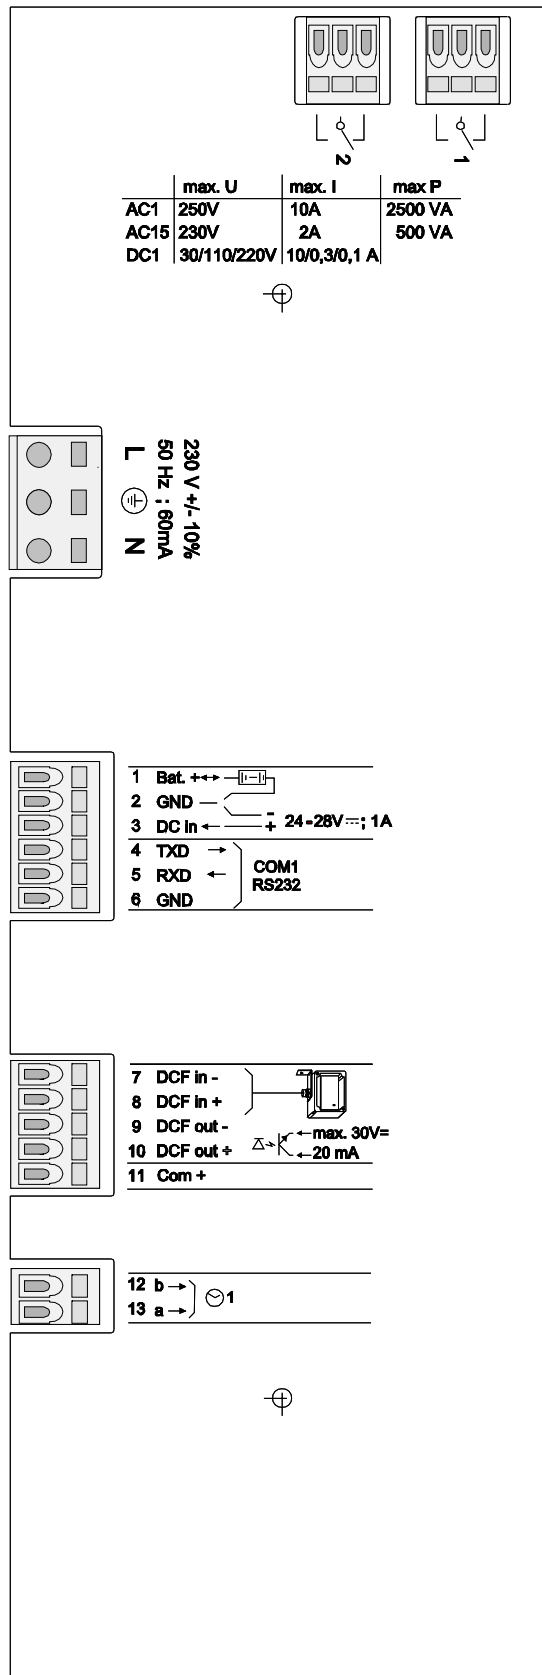 2 1
max. U max. I max P
AC1 250V 10A 2500 VA
AC15 230V 2A 500 VA
DC1 30/110/220V 10/0,3/0,1 A
L N
230 V +/- 10%
50 Hz ; 60mA
1 Bat. +
2 GND -
3 DC in + 24-28V ; 1A
4 TXD
5 RXD COM1
RS232
6 GND
7 DCF in -
8 DCF in +
9 DCF out - max. 30V=
10 DCF out + 20 mA
11 Com +
12 b
1
13 a